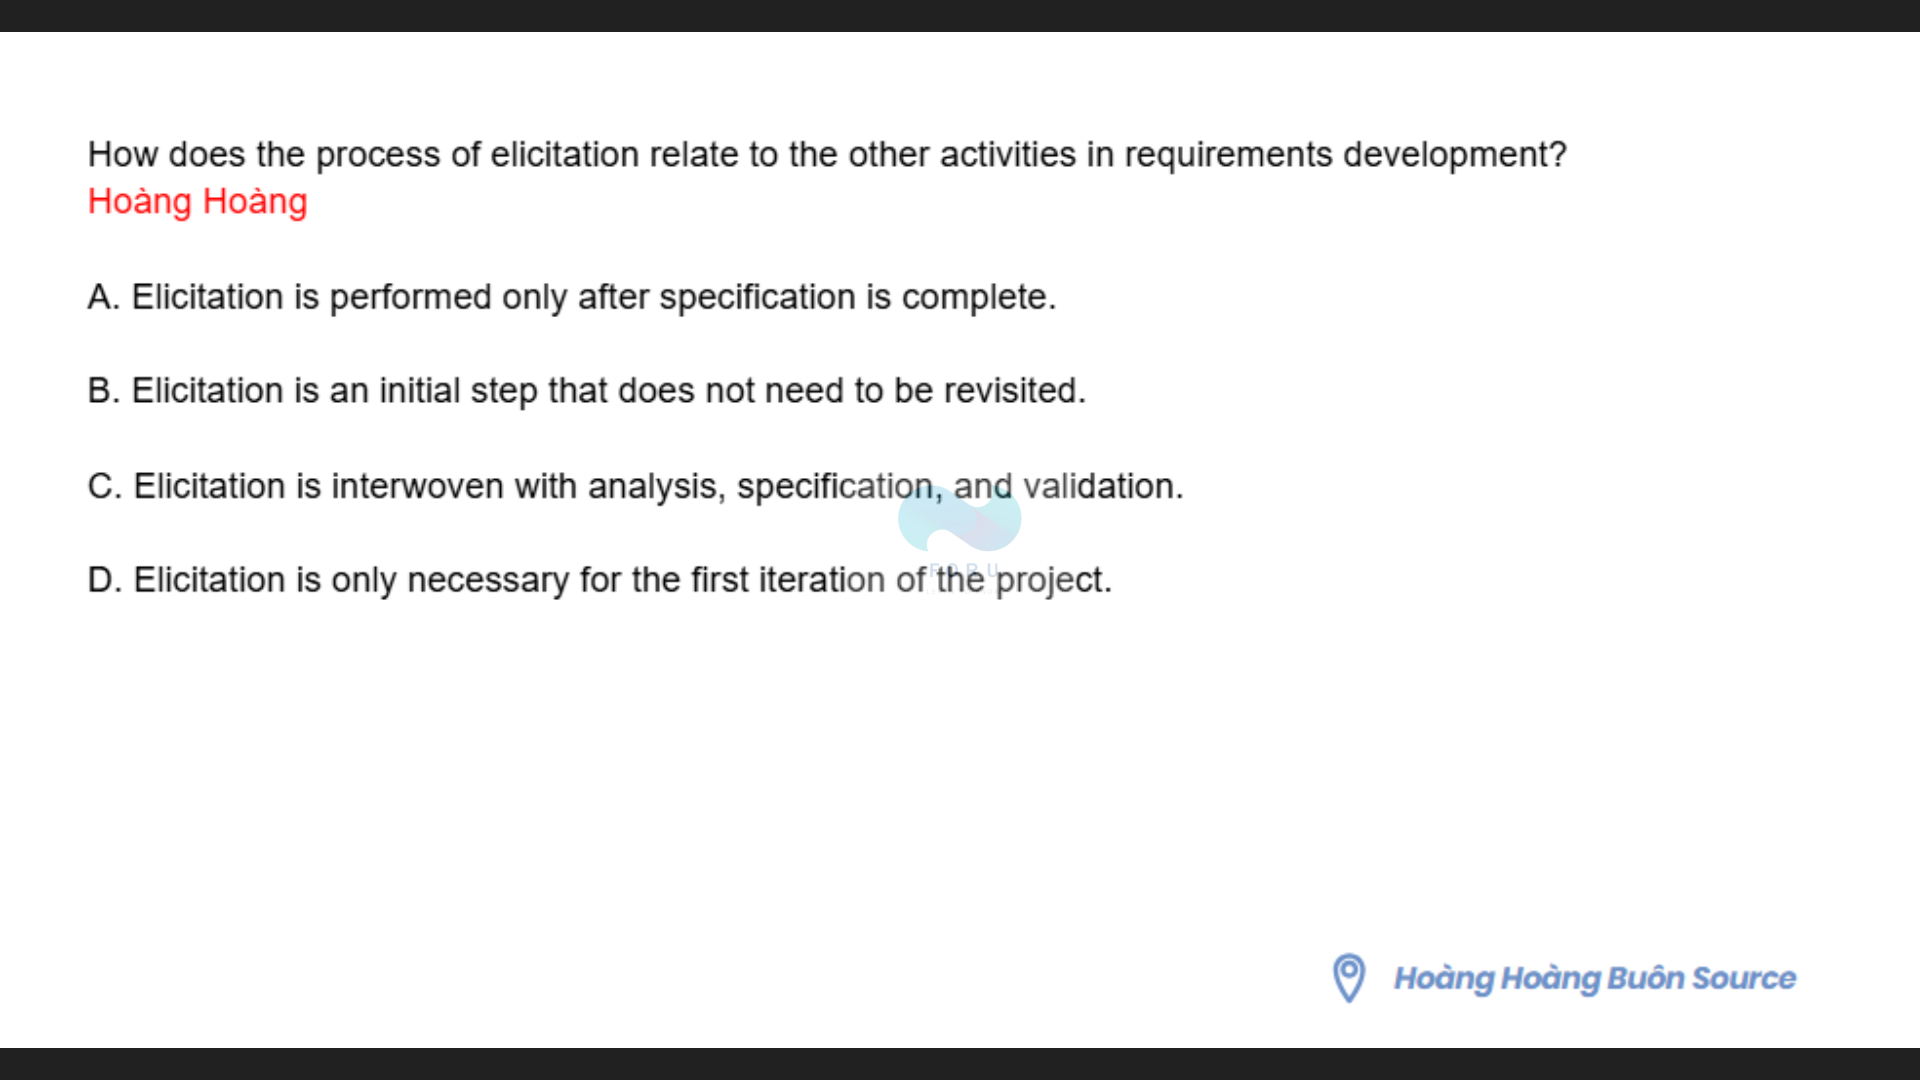 How does the process of elicitation relate to the other activities in requirements development?
Hoàng Hoàng
A. Elicitation is performed only after specification is complete.
B. Elicitation is an initial step that does not need to be revisited.
C. Elicitation is interwoven with analysis, specification, and validation.
D. Elicitation is only necessary for the first iteration of the project.
F O B U
Hoàng Hoàng Buôn Source